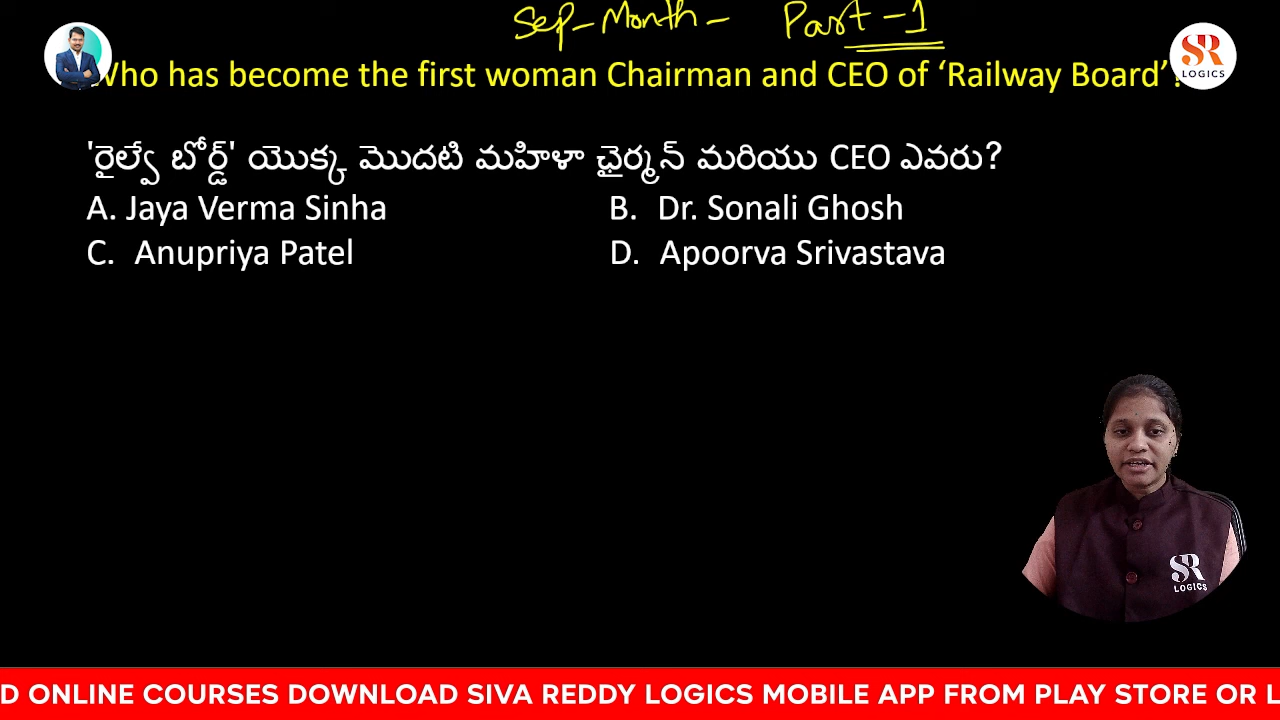 Sep-Month- Part-1
Who has become the first woman Chairman and CEO of ‘Railway Board’?
'రైల్వే బోర్డ్' యొక్క మొదటి మహిళా ఛైర్మన్ మరియు CEO ఎవరు?
A. Jaya Verma Sinha
B. Dr. Sonali Ghosh
C. Anupriya Patel
D. Apoorva Srivastava
SR
LOGICS
SR
LOGICS
D ONLINE COURSES DOWNLOAD SIVA REDDY LOGICS MOBILE APP FROM PLAY STORE OR L